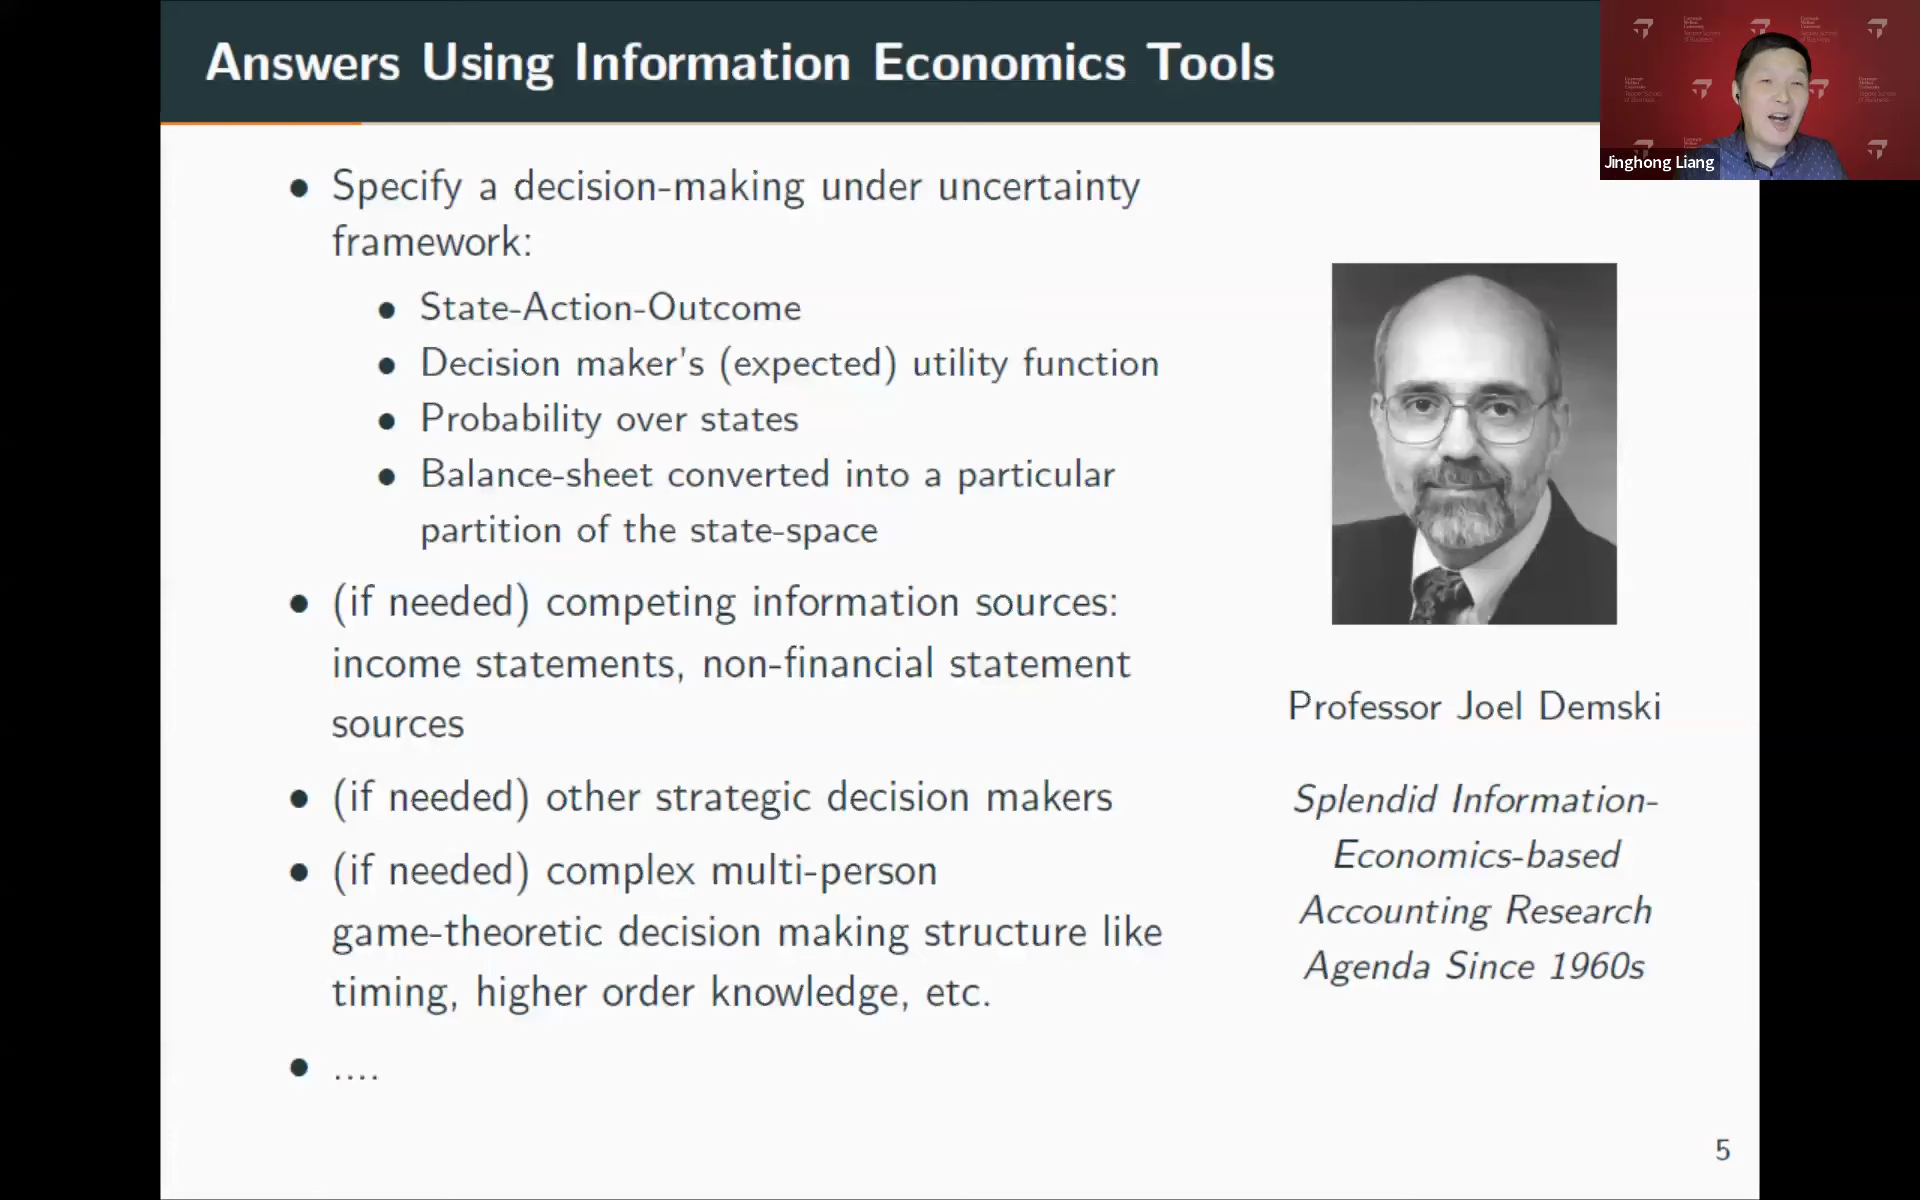 Answers Using Information Economics Tools
Jinghong Liang
• Specify a decision-making under uncertainty
framework:
• State-Action-Outcome
• Decision maker's (expected) utility function
• Probability over states
• Balance-sheet converted into a particular
partition of the state-space
• (if needed) competing information sources:
income statements, non-financial statement
sources
• (if needed) other strategic decision makers
• (if needed) complex multi-person
game-theoretic decision making structure like
timing, higher order knowledge, etc.
• ....
Professor Joel Demski
Splendid Information-
Economics-based
Accounting Research
Agenda Since 1960s
5